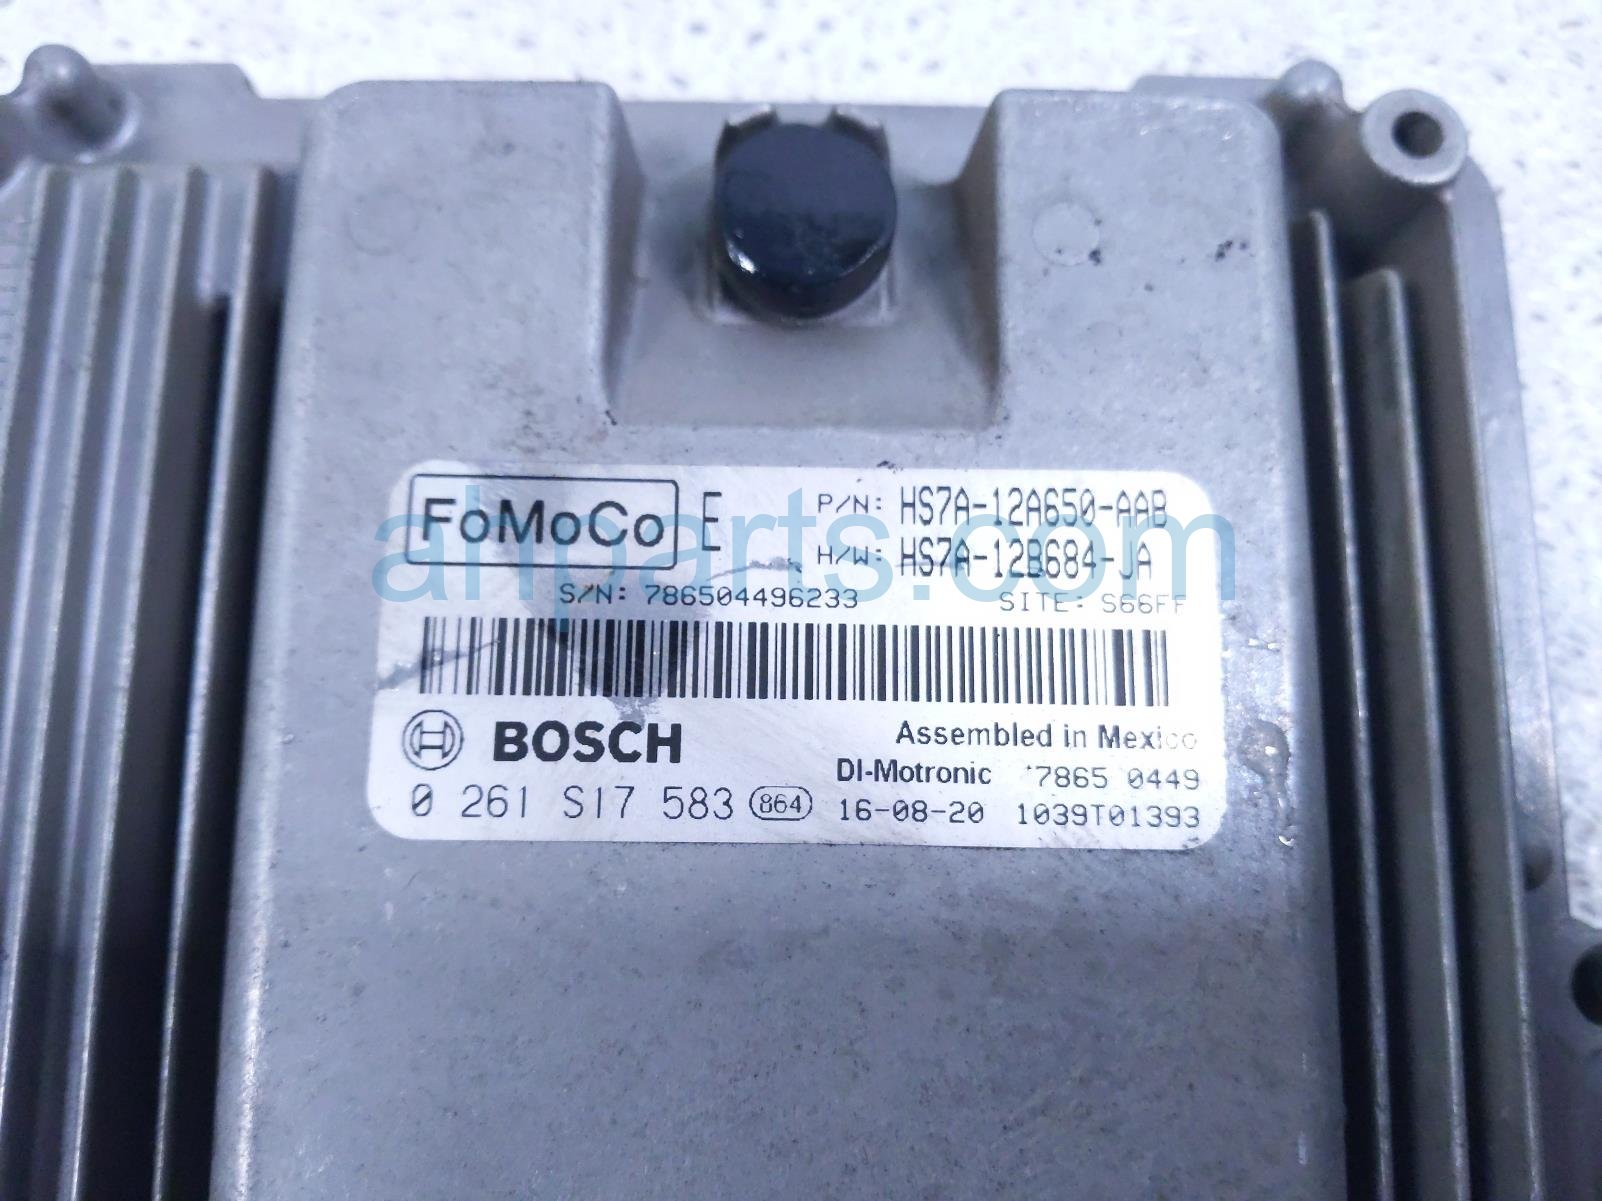 FoMoCo E P/N: HS7A-12A650-AAB
H/W: HS7A-12B684-JA
S/N: 786504496233 SITE: S66FF
BOSCH Assembled in Mexico
DI-Motronic 7865 0449
0 261 S17 583 864 16-08-20 1039T01393
ahparts.com